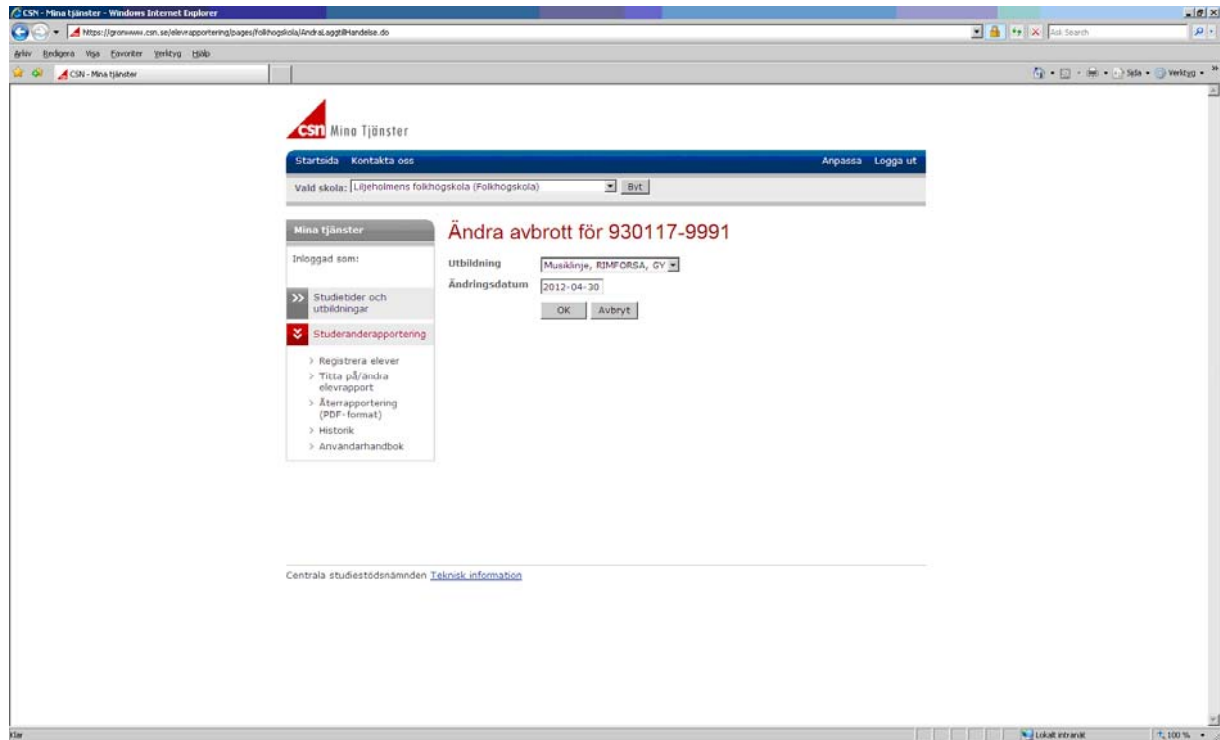 CSN - Mina tjänster - Windows Internet Explorer
https://gronwww.csn.se/elevrapportering/pages/folkhogskola/AndraLaggtillHandelse.do
Ask Search
Arkiv Redigera Visa Favoriter Verktyg Hjälp
CSN - Mina tjänster
Sida Verktyg
csn Mina Tjänster
Startsida Kontakta oss Anpassa Logga ut
Vald skola: Liljeholmens folkhogskola (Folkhogskola) Byt
Mina tjänster
Ändra avbrott för 930117-9991
Inloggad som:
Utbildning Musiklinje, RIMFORSA, GY
Ändringsdatum 2012-04-30
OK Avbryt
Studietider och
utbildningar
Studeranderapportering
> Registrera elever
> Titta på/ändra
elevrapport
> Återrapportering
(PDF-format)
> Historik
> Användarhandbok
Centrala studiestödsnämnden Teknisk information
Klar Lokalt intranät 100 %